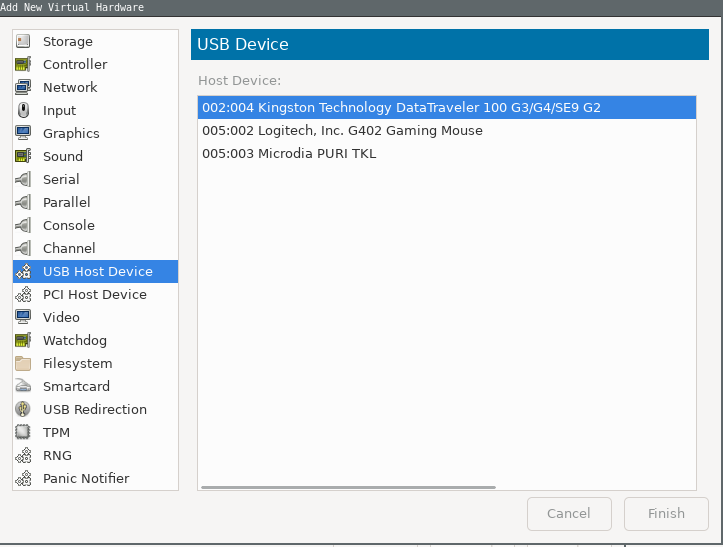 Add New Virtual Hardware
Storage
Controller
Network
Input
Graphics
Sound
Serial
Parallel
Console
Channel
USB Host Device
PCI Host Device
Video
Watchdog
Filesystem
Smartcard
USB Redirection
TPM
RNG
Panic Notifier
USB Device
Host Device:
002:004 Kingston Technology DataTraveler 100 G3/G4/SE9 G2
005:002 Logitech, Inc. G402 Gaming Mouse
005:003 Microdia PURI TKL
Cancel
Finish